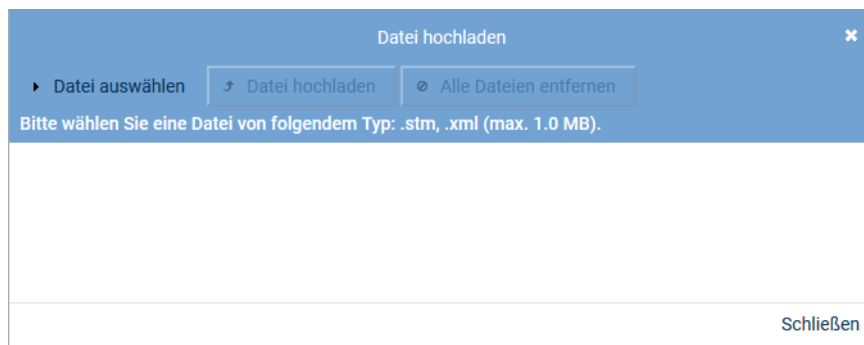 Datei hochladen
Datei auswählen Datei hochladen Alle Dateien entfernen
Bitte wählen Sie eine Datei von folgendem Typ: .stm, .xml (max. 1.0 MB).
Schließen